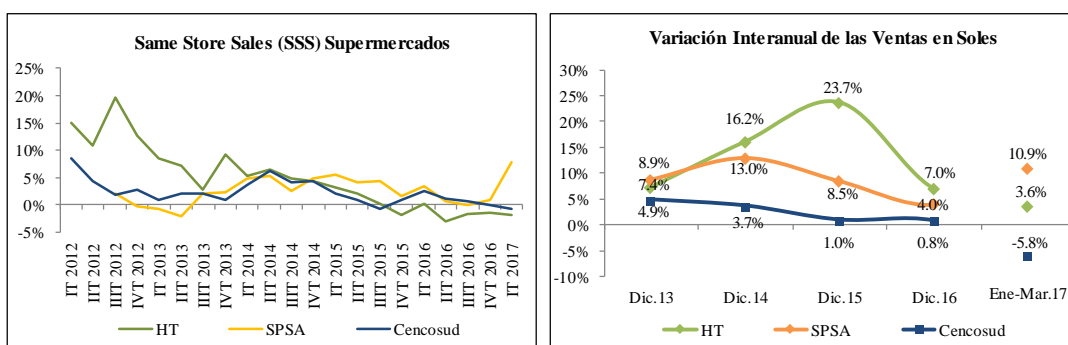 Same Store Sales (SSS) Supermercados
25%
20%
15%
10%
5%
0%
-5%
IT 2012
IIT 2012
IIIT 2012
IVT 2012
IT 2013
IIT 2013
IIIT 2013
IVT 2013
IT 2014
IIT 2014
IIIT 2014
IVT 2014
IT 2015
IIT 2015
IIIT 2015
IVT 2015
IT 2016
IIT 2016
IIIT 2016
IVT 2016
IT 2017
HT SPSA Cencosud
Variación Interanual de las Ventas en Soles
30%
25%
20%
15%
10%
5%
0%
-5%
-10%
8.9%
7.4%
4.9%
16.2%
13.0%
3.7%
23.7%
8.5%
1.0%
7.0%
4.0%
0.8%
10.9%
3.6%
-5.8%
Dic.13 Dic.14 Dic.15 Dic.16 Ene-Mar.17
HT SPSA Cencosud